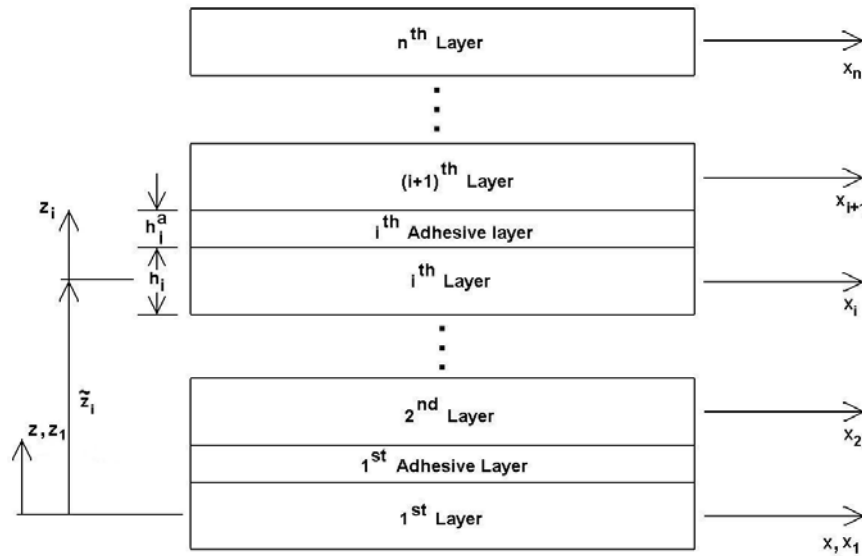 n^th Layer
x_n
(i+1)^th Layer
x_i+1
z_i
h_i^a
i^th Adhesive layer
h_i
i^th Layer
x_i
z̃_i
2^nd Layer
x_2
z, z_1
1^st Adhesive Layer
1^st Layer
x, x_1